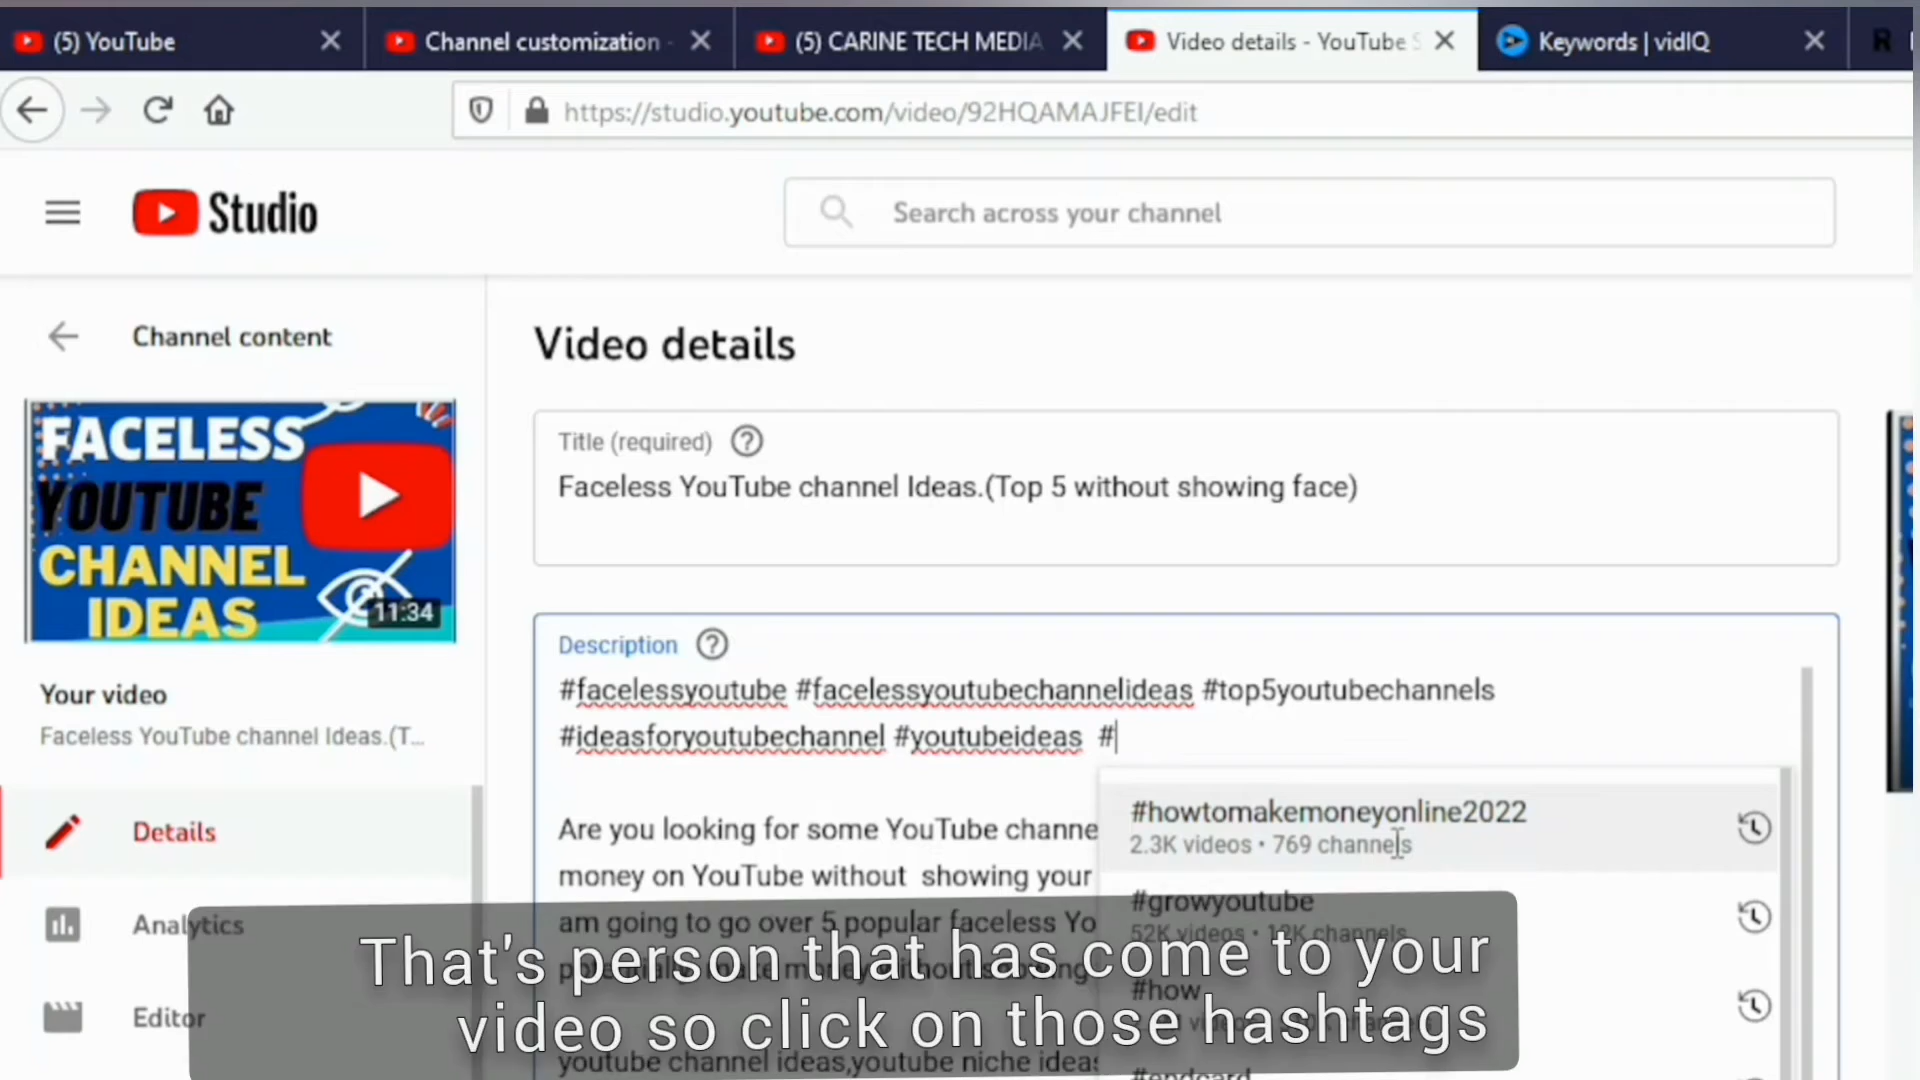 (5) YouTube
Channel customization -
(5) CARINE TECH MEDIA
Video details - YouTube S
Keywords | vidIQ
https://studio.youtube.com/video/92HQAMAJFEI/edit
Studio
Search across your channel
Channel content
FACELESS
YOUTUBE
CHANNEL
IDEAS
11:34
Your video
Faceless YouTube channel Ideas.(T...
Details
Analytics
Editor
Video details
Title (required)
Faceless YouTube channel Ideas.(Top 5 without showing face)
Description
#facelessyoutube #facelessyoutubechannelideas #top5youtubechannels
#ideasforyoutubechannel #youtubeideas #
Are you looking for some YouTube channe
money on YouTube without showing your
am going to go over 5 popular faceless Yo
youtube channel ideas,youtube niche ideas
#howtomakemoneyonline2022
2.3K videos • 769 channels
#growyoutube
52K videos • 12K channels
#how
#endcard
That's person that has come to your
video so click on those hashtags